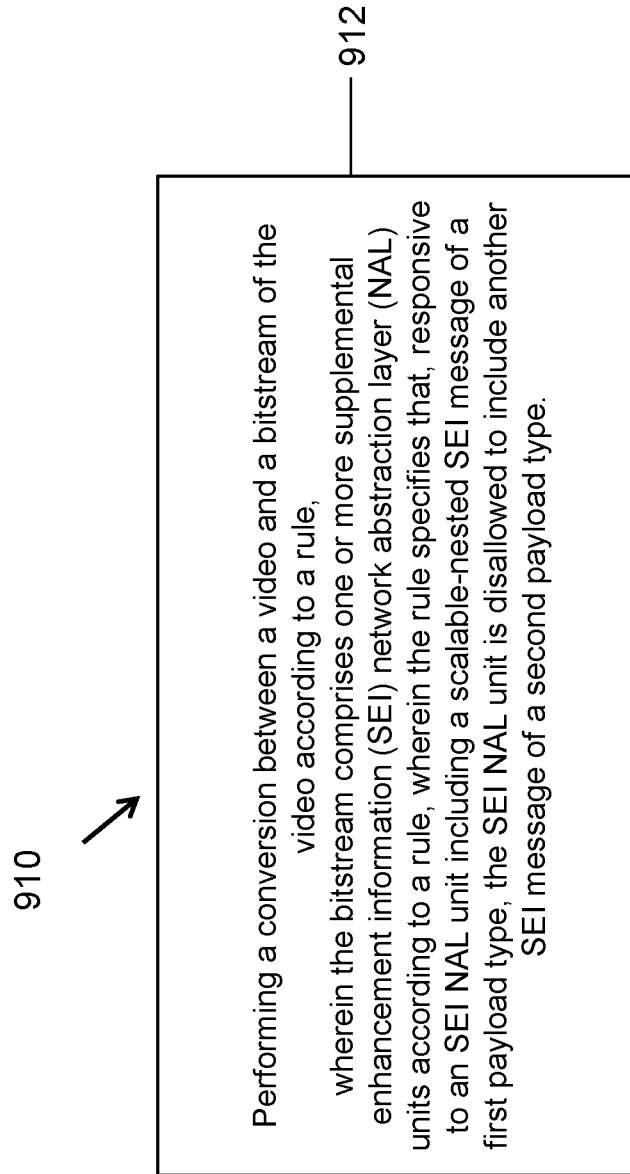 910
Performing a conversion between a video and a bitstream of the
video according to a rule,
wherein the bitstream comprises one or more supplemental
enhancement information (SEI) network abstraction layer (NAL)
units according to a rule, wherein the rule specifies that, responsive
to an SEI NAL unit including a scalable-nested SEI message of a
first payload type, the SEI NAL unit is disallowed to include another
SEI message of a second payload type.
912